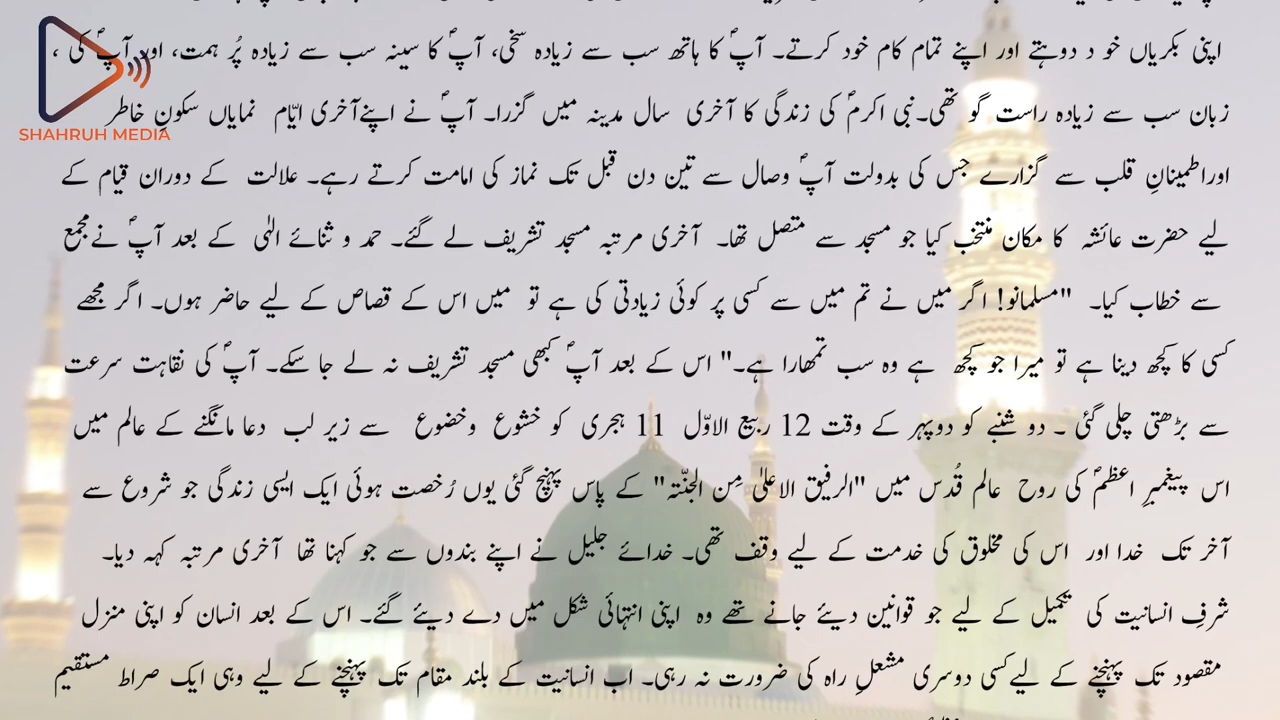 اپنی بکریاں خو د دوہتے اور اپنے تمام کام خود کرتے۔ آپؐ کا ہاتھ سب سے زیادہ سخی، آپؐ کا سینہ سب سے زیادہ پُر ہمت، اور آپؐ کی ،
زبان سب سے زیادہ راست گو تھی۔نبی اکرمؐ کی زندگی کا آخری سال مدینہ میں گزرا۔ آپؐ نے اپنےآخری ایّام نمایاں سکونِ خاطر
SHAHRUH MEDIA
اوراطمینانِ قلب سے گزارے جس کی بدولت آپؐ وصال سے تین دن قبل تک نماز کی امامت کرتے رہے۔ علالت کے دوران قیام کے
لیے حضرت عائشہ کا مکان منتخب کیا جو مسجد سے متصل تھا۔ آخری مرتبہ مسجد تشریف لے گئے۔ حمد و ثنائے الٰہی کے بعد آپؐ نےمجمع
سے خطاب کیا۔ "مسلمانو! اگر میں نے تم میں سے کسی پر کوئی زیادتی کی ہے تو میں اس کے قصاص کے لیے حاضر ہوں۔ اگر مجھے
کسی کا کچھ دینا ہے تو میرا جو کچھ ہے وہ سب تمھارا ہے۔" اس کے بعد آپؐ کبھی مسجد تشریف نہ لے جا سکے۔ آپؐ کی نقاہت سرعت
سے بڑھتی چلی گئی ۔ دو شنبے کو دوپہر کے وقت 12 ربیع الاوّل 11 ہجری کو خشوع وخضوع سے زیر لب دعا مانگنے کے عالم میں
اس پیغمبرِ اعظمؐ کی روح عالم قُدس میں "الرفیق الاعلیٰ مِن الجنّتہ" کے پاس پہنچ گئی یوں رُخصت ہوئی ایک ایسی زندگی جو شروع سے
آخر تک خدا اور اس کی مخلوق کی خدمت کے لیے وقف تھی۔ خدائے جلیل نے اپنے بندوں سے جو کہنا تھا آخری مرتبہ کہہ دیا۔
شرفِ انسانیت کی تکمیل کے لیے جو قوانین دیئے جانے تھے وہ اپنی انتہائی شکل میں دے دیئے گئے۔ اس کے بعد انسان کو اپنی منزل
مقصود تک پہنچنے کے لیےکسی دوسری مشعلِ راہ کی ضرورت نہ رہی۔ اب انسانیت کے بلند مقام تک پہنچنے کے لیے وہی ایک صراط مستقیم